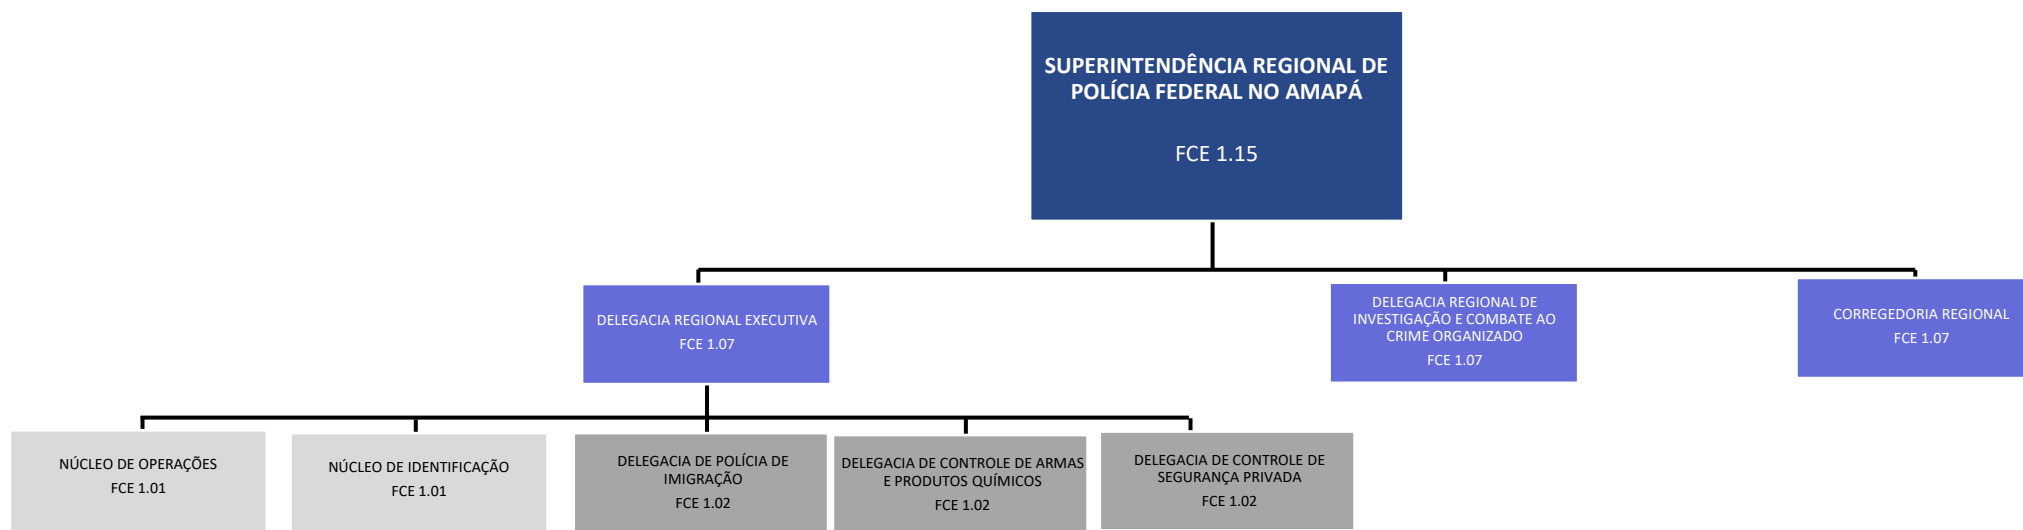 SUPERINTENDÊNCIA REGIONAL DE
POLÍCIA FEDERAL NO AMAPÁ
FCE 1.15
DELEGACIA REGIONAL EXECUTIVA
FCE 1.07
DELEGACIA REGIONAL DE
INVESTIGAÇÃO E COMBATE AO
CRIME ORGANIZADO
FCE 1.07
CORREGEDORIA REGIONAL
FCE 1.07
NÚCLEO DE OPERAÇÕES
FCE 1.01
NÚCLEO DE IDENTIFICAÇÃO
FCE 1.01
DELEGACIA DE POLÍCIA DE
IMIGRAÇÃO
FCE 1.02
DELEGACIA DE CONTROLE DE ARMAS
E PRODUTOS QUÍMICOS
FCE 1.02
DELEGACIA DE CONTROLE DE
SEGURANÇA PRIVADA
FCE 1.02